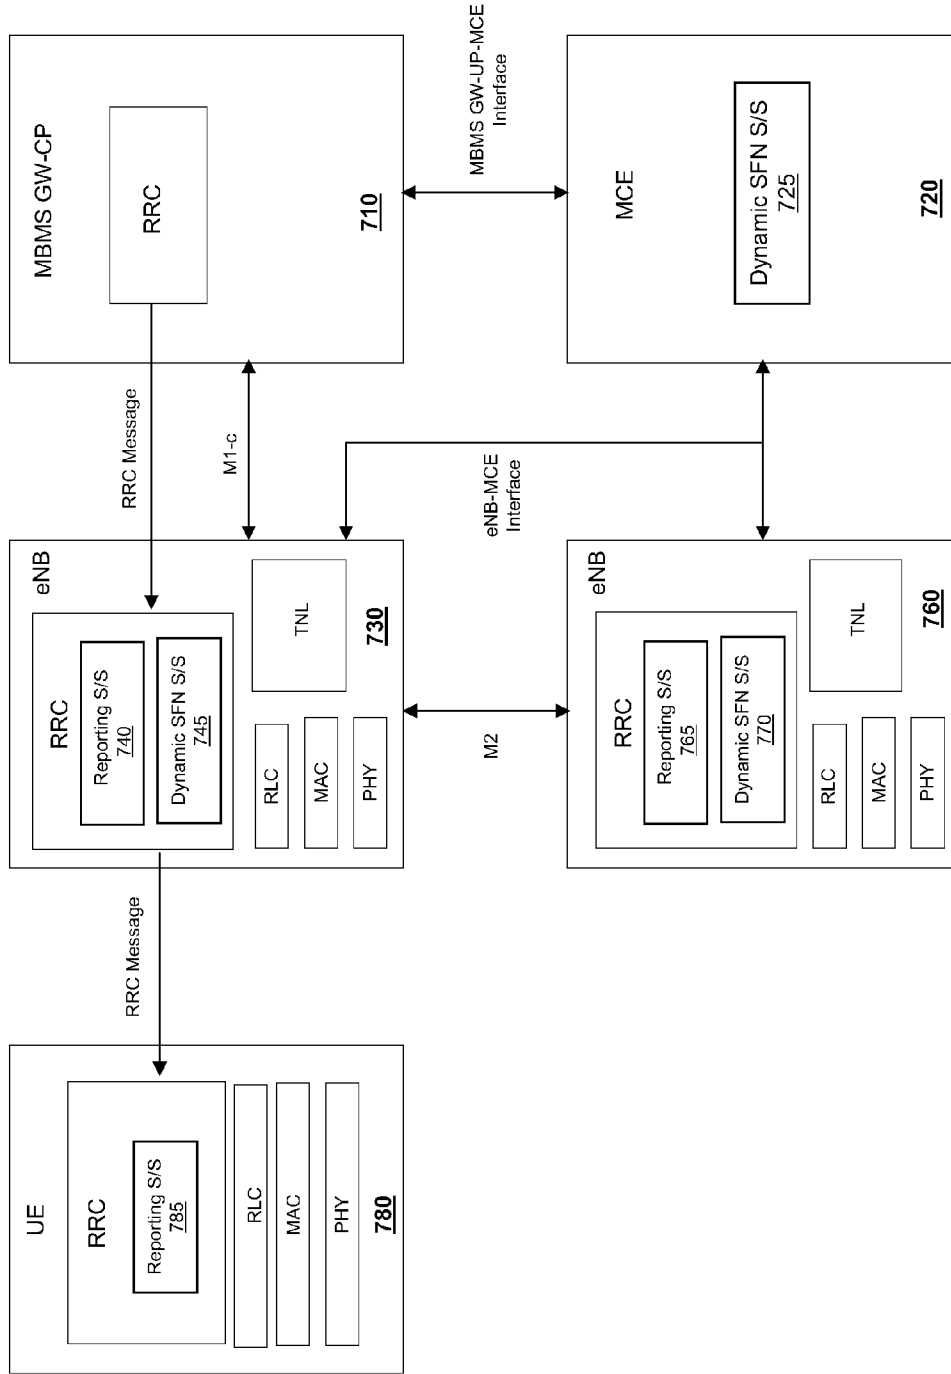 UE
RRC
Reporting S/S
785
RLC
MAC
PHY
780
RRC Message
eNB
RRC
Reporting S/S
740
Dynamic SFN S/S
745
RLC
MAC
PHY
TNL
730
RRC Message
M1-c
MBMS GW-CP
RRC
710
M2
eNB-MCE
Interface
MBMS GW-UP-MCE
Interface
eNB
RRC
Reporting S/S
765
Dynamic SFN S/S
770
RLC
MAC
PHY
TNL
760
MCE
Dynamic SFN S/S
725
720